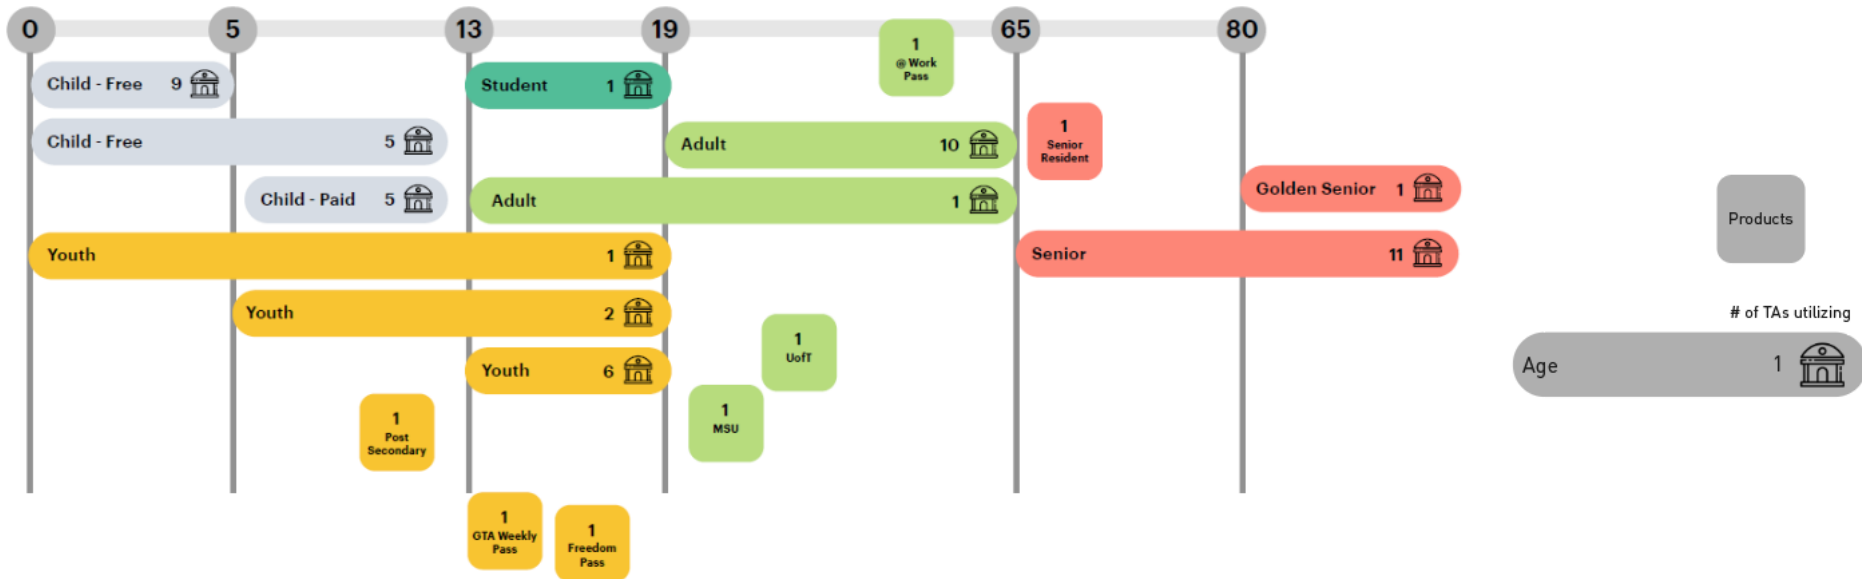 0 5 13 19 65 80
1
@ Work
Pass
Child - Free 9
Student 1
1
Senior
Resident
Child - Free 5
Adult 10
Child - Paid 5
Adult 1
Golden Senior 1
Products
Youth 1
Senior 11
Youth 2
# of TAs utilizing
1
UofT
Youth 6
Age 1
1
MSU
1
Post
Secondary
1
GTA Weekly
Pass
1
Freedom
Pass